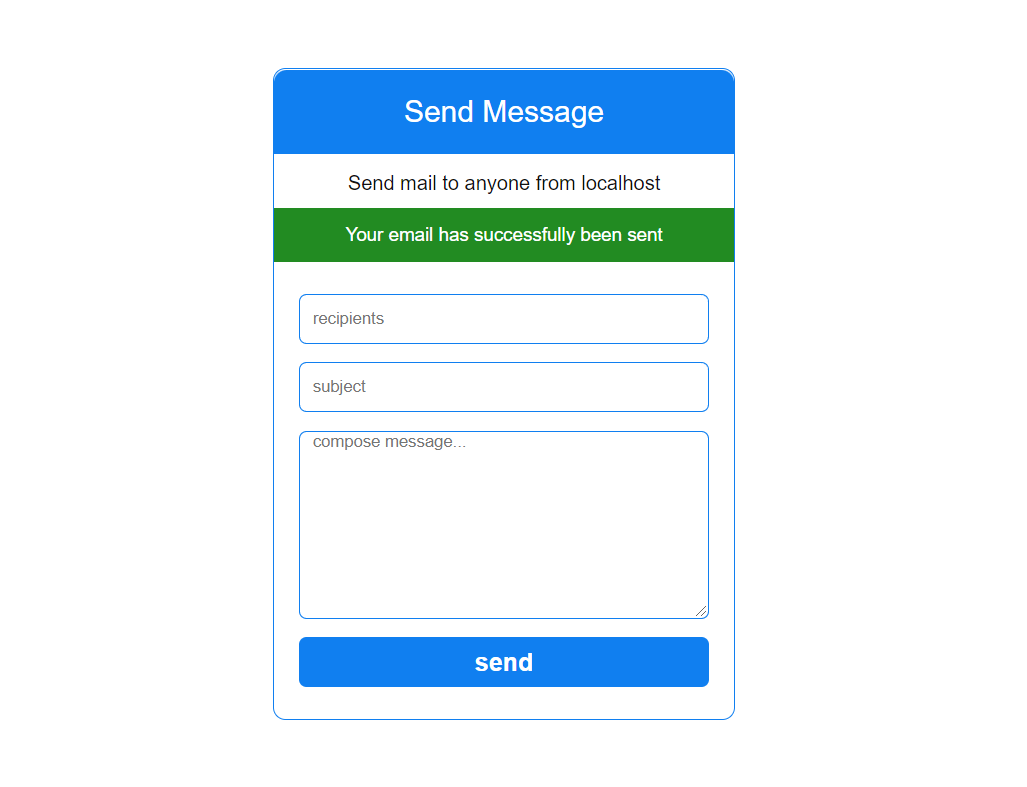 Send Message
Send mail to anyone from localhost
Your email has successfully been sent
recipients
subject
compose message...
send